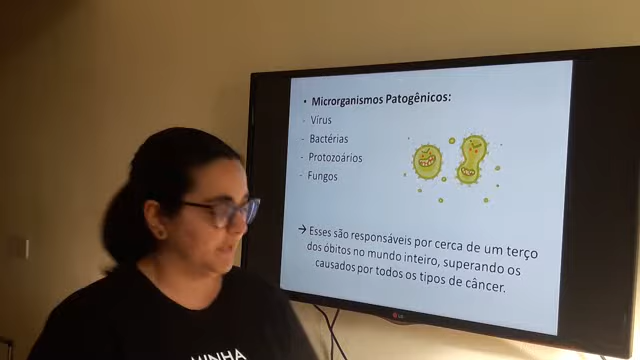 • Microrganismos Patogênicos:
- Vírus
- Bactérias
- Protozoários
- Fungos
→ Esses são responsáveis por cerca de um terço
dos óbitos no mundo inteiro, superando os
causados por todos os tipos de câncer.
LG
MINHA